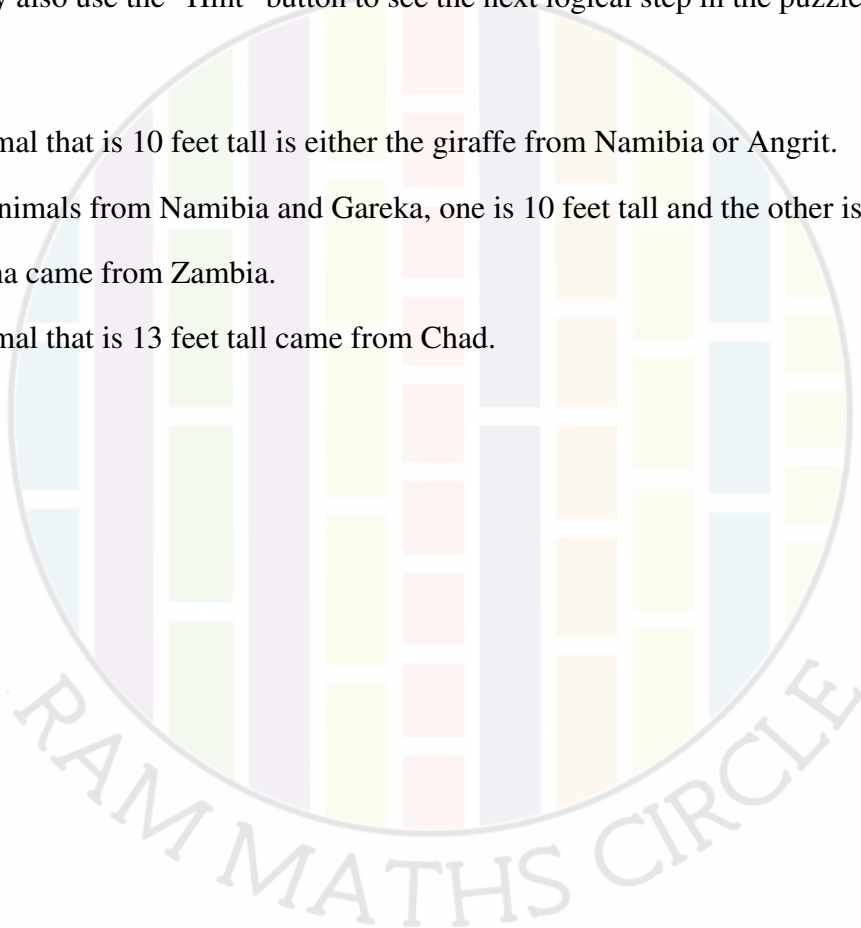 also use the "Hint" button to see the next logical step in the puzzle
mal that is 10 feet tall is either the giraffe from Namibia or Angrit.
nimals from Namibia and Gareka, one is 10 feet tall and the other is
na came from Zambia.
mal that is 13 feet tall came from Chad.
RAM MATHS CIRCLE